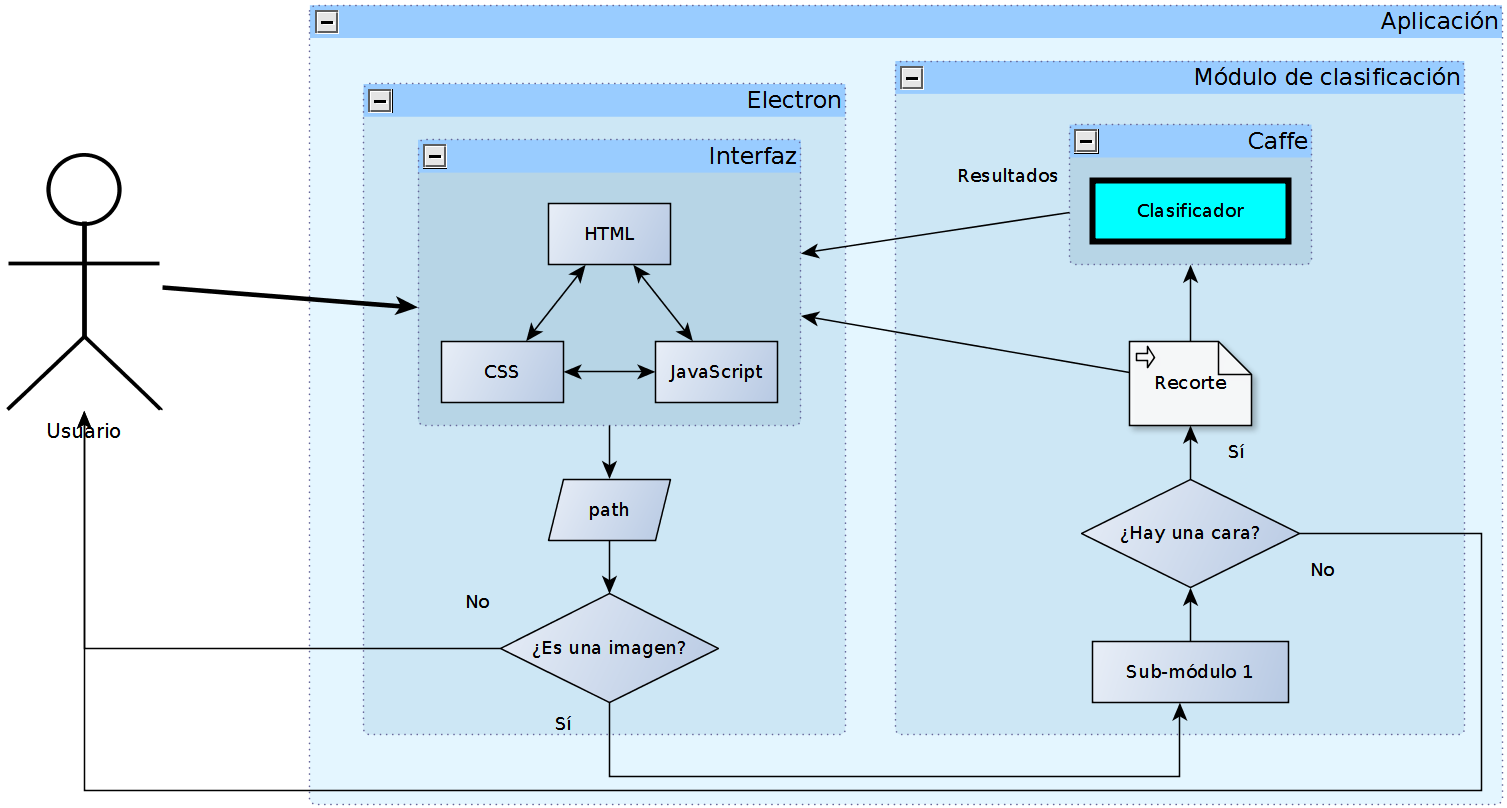 Aplicación
Módulo de clasificación
Electron
Caffe
Interfaz
Resultados
Clasificador
HTML
CSS
JavaScript
Recorte
Usuario
Sí
path
¿Hay una cara?
No
No
¿Es una imagen?
Sub-módulo 1
Sí